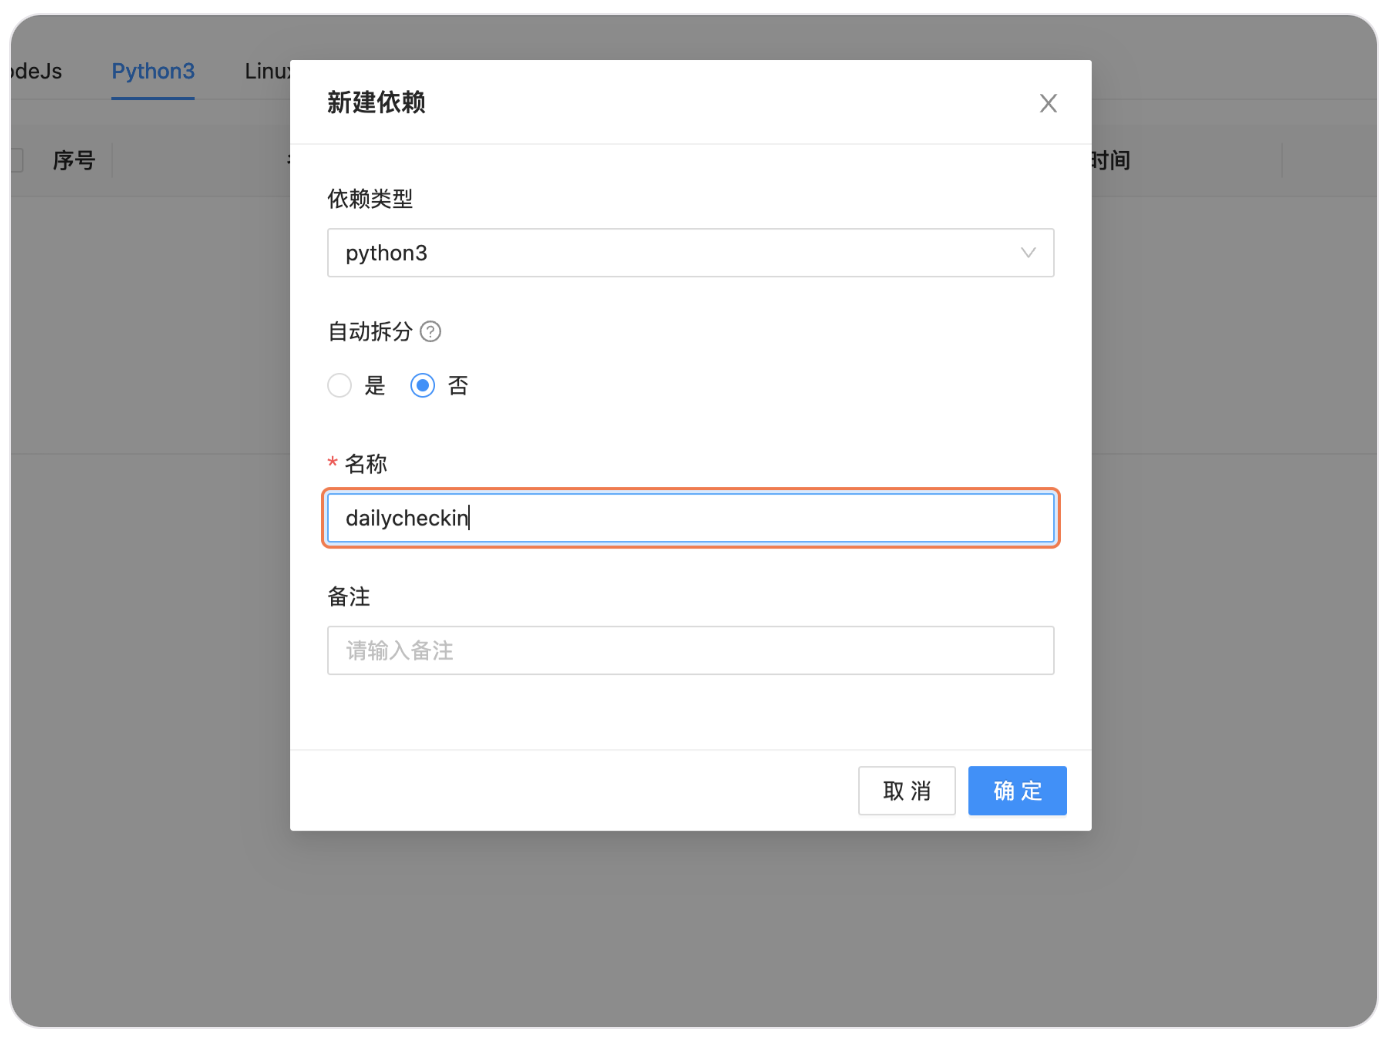 odeJs Python3 Linux
序号 时间
新建依赖
依赖类型
python3
自动拆分
是 否
* 名称
dailycheckin
备注
请输入备注
取 消 确 定